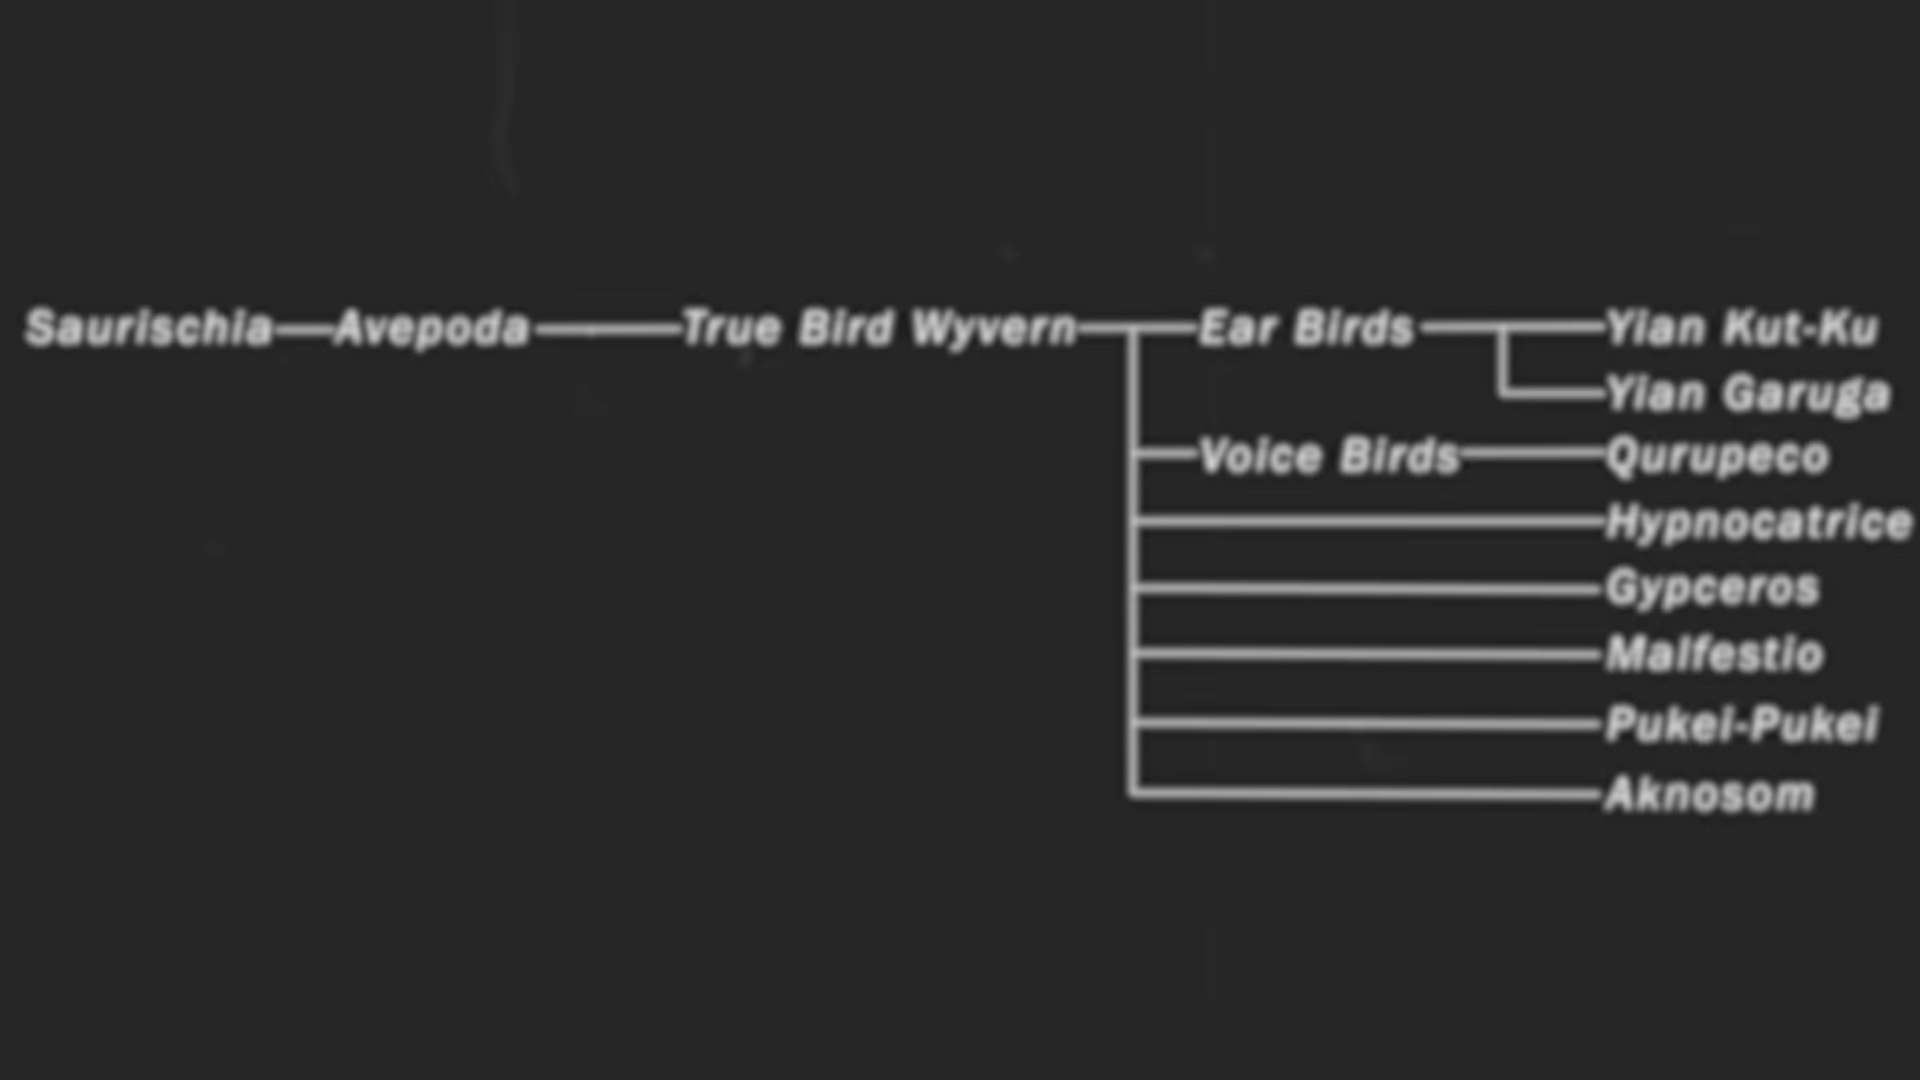 Saurischia Avepoda True Bird Wyvern Ear Birds Yian Kut-Ku
Yian Garuga
Voice Birds Qurupeco
Hypnocatrice
Gypceros
Malfestio
Pukei-Pukei
Aknosom